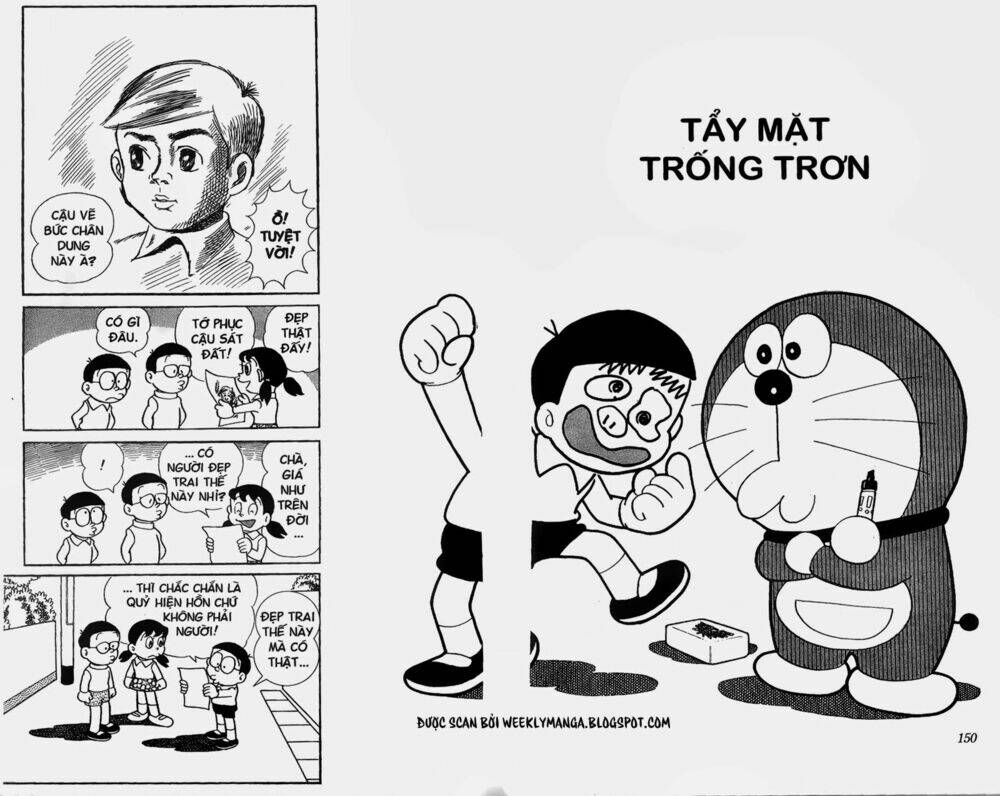 TẨY MẶT
TRỐNG TRƠN
ĐƯỢC SCAN BỞI WEEKLYMANGA.BLOGSPOT.COM
150
Ồ!
TUYỆT
VỜI!
CẬU VẼ
BỨC CHÂN
DUNG
NÀY À?
ĐẸP
THẬT
ĐẤY!
TỚ PHỤC
CẬU SÁT
ĐẤT!
CÓ GÌ
ĐÂU.
CHÀ,
GIÁ
NHƯ
TRÊN
ĐỜI
...
... CÓ
NGƯỜI ĐẸP
TRAI THẾ
NÀY NHỈ?
!
ĐẸP TRAI
THẾ NÀY
MÀ CÓ
THẬT...
... THÌ CHẮC CHẮN LÀ
QUỶ HIỆN HỒN CHỨ
KHÔNG PHẢI
NGƯỜI!